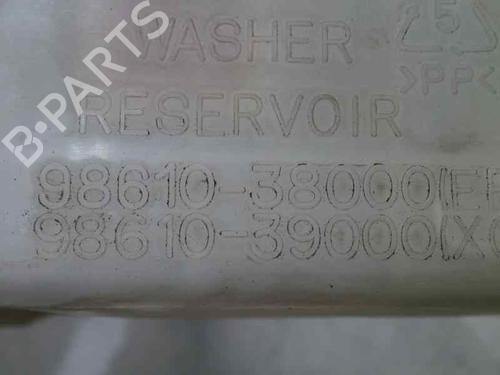 WASHER
5
>PP<
RESERVOIR
98610-38000(E
98610-39000(X
B-PARTS